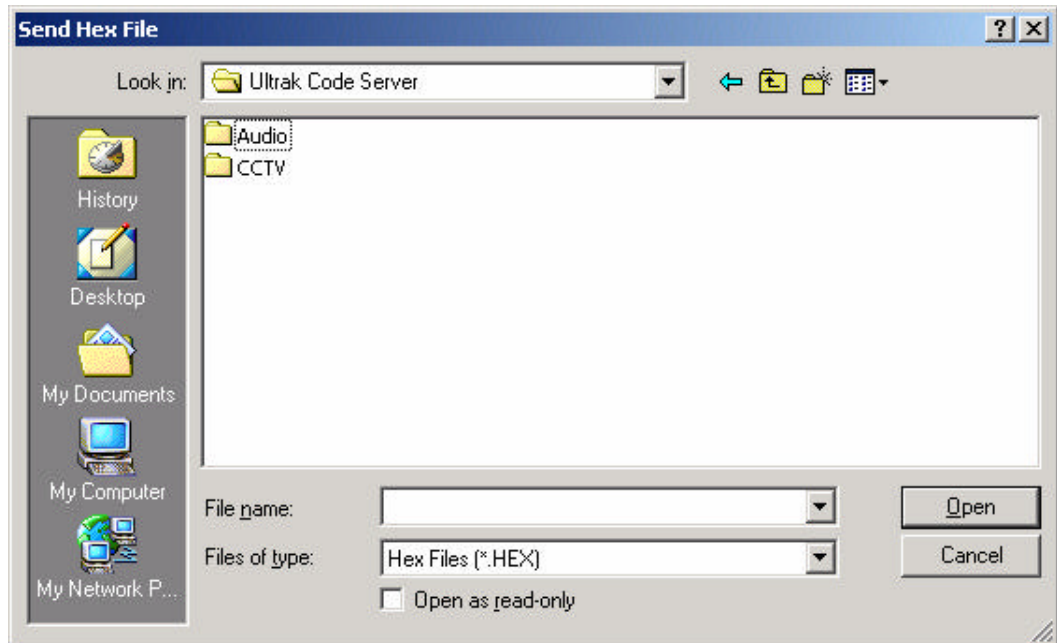 Send Hex File
Look in: Ultrak Code Server
Audio
CCTV
History
Desktop
My Documents
My Computer
My Network P...
File name:
Open
Files of type: Hex Files (*.HEX)
Cancel
Open as read-only